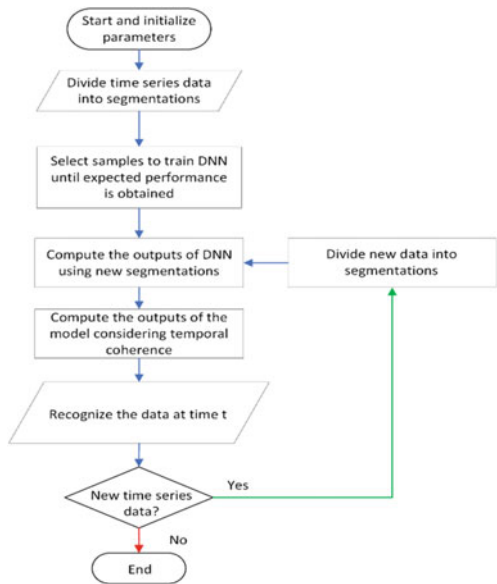 Start and initialize
parameters
Divide time series data
into segmentations
Select samples to train DNN
until expected performance
is obtained
Compute the outputs of DNN
using new segmentations
Divide new data into
segmentations
Compute the outputs of the
model considering temporal
coherence
Recognize the data at time t
New time series
data?
Yes
No
End